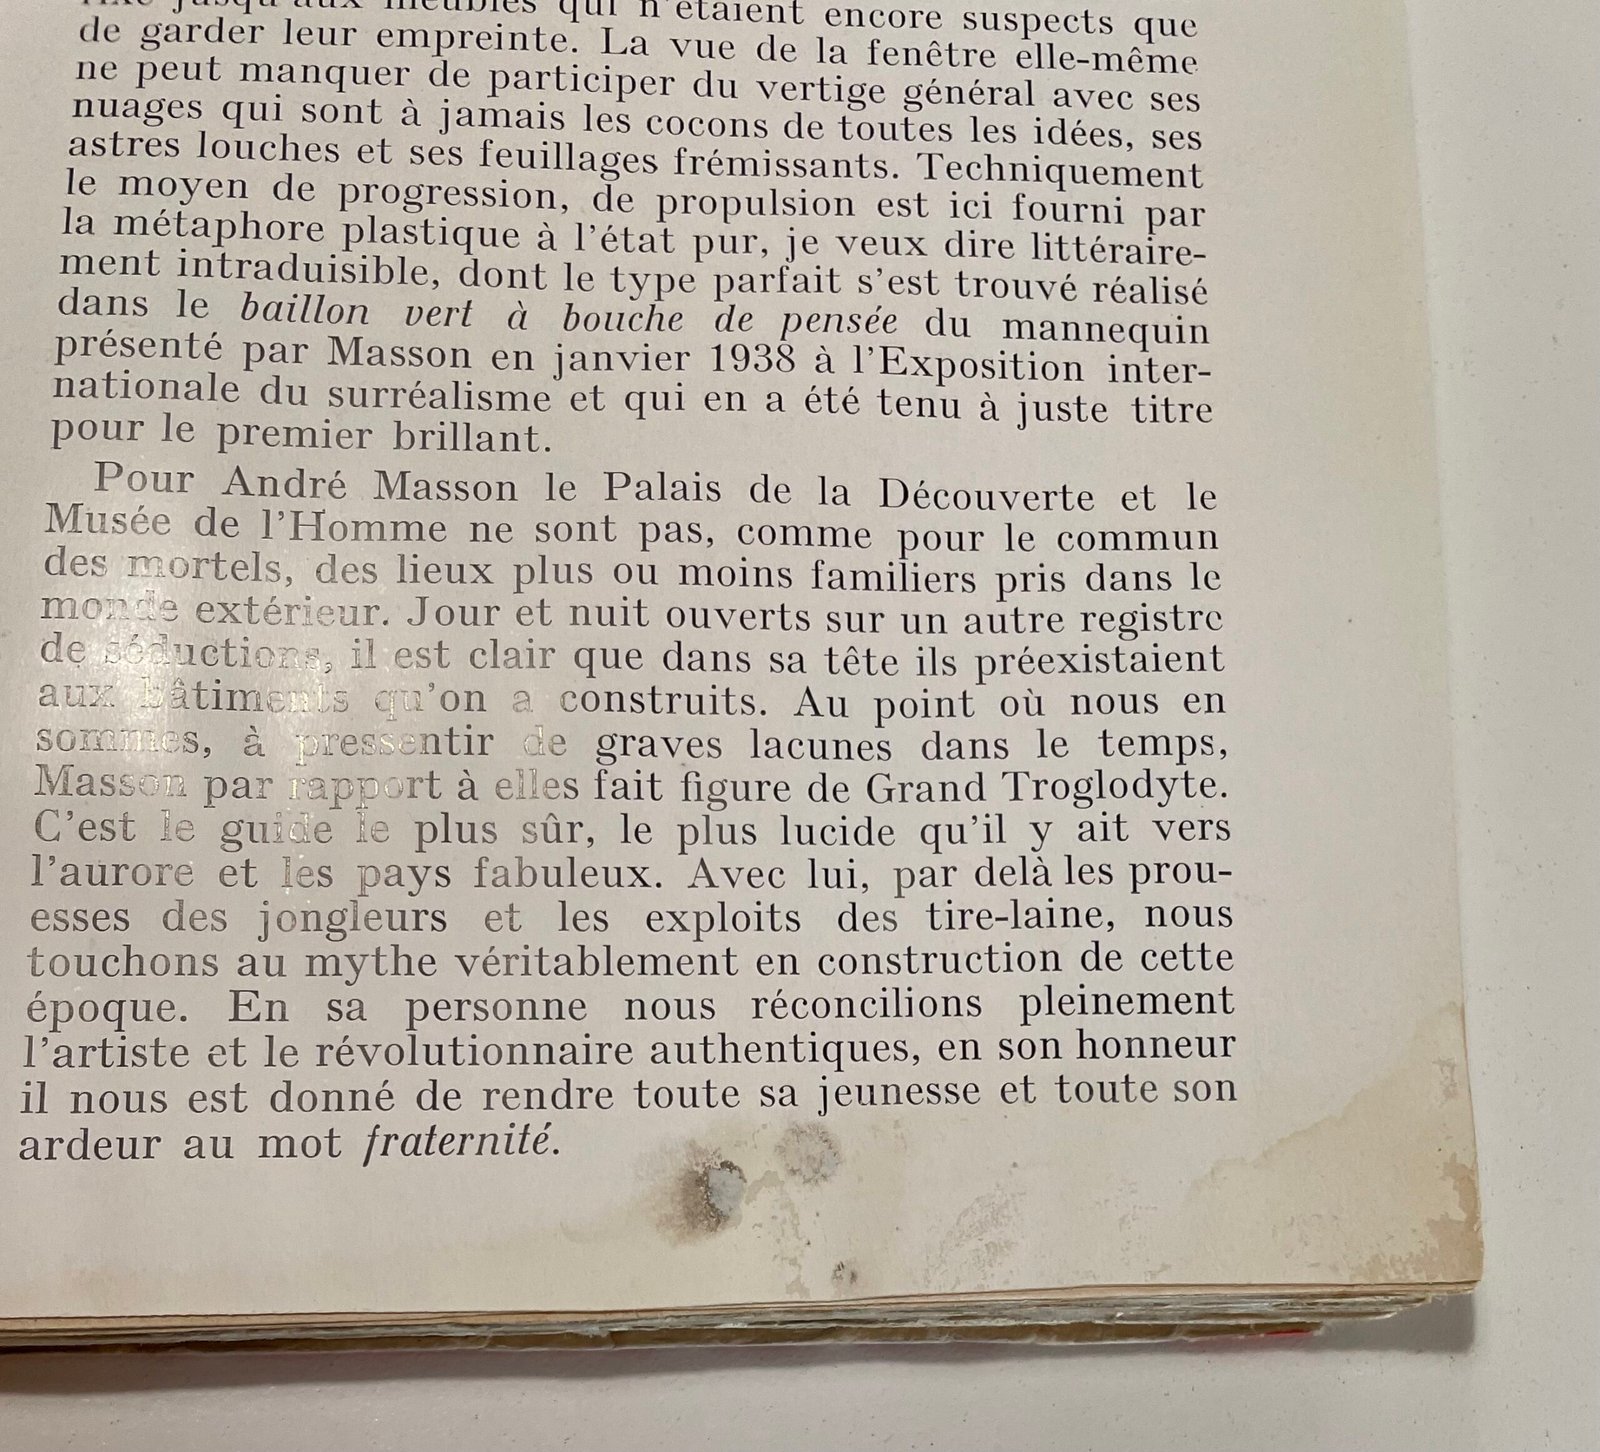 jusqu'aux meubles qui n'étaient encore suspects que
de garder leur empreinte. La vue de la fenêtre elle-même
ne peut manquer de participer du vertige général avec ses
nuages qui sont à jamais les cocons de toutes les idées, ses
astres louches et ses feuillages frémissants. Techniquement
le moyen de progression, de propulsion est ici fourni par
la métaphore plastique à l'état pur, je veux dire littéraire-
ment intraduisible, dont le type parfait s'est trouvé réalisé
dans le baillon vert à bouche de pensée du mannequin
présenté par Masson en janvier 1938 à l'Exposition inter-
nationale du surréalisme et qui en a été tenu à juste titre
pour le premier brillant.
Pour André Masson le Palais de la Découverte et le
Musée de l'Homme ne sont pas, comme pour le commun
des mortels, des lieux plus ou moins familiers pris dans le
monde extérieur. Jour et nuit ouverts sur un autre registre
de séductions, il est clair que dans sa tête ils préexistaient
aux bâtiments qu'on a construits. Au point où nous en
sommes, à pressentir de graves lacunes dans le temps,
Masson par rapport à elles fait figure de Grand Troglodyte.
C'est le guide le plus sûr, le plus lucide qu'il y ait vers
l'aurore et les pays fabuleux. Avec lui, par delà les prou-
esses des jongleurs et les exploits des tire-laine, nous
touchons au mythe véritablement en construction de cette
époque. En sa personne nous réconcilions pleinement
l'artiste et le révolutionnaire authentiques, en son honneur
il nous est donné de rendre toute sa jeunesse et toute son
ardeur au mot fraternité.